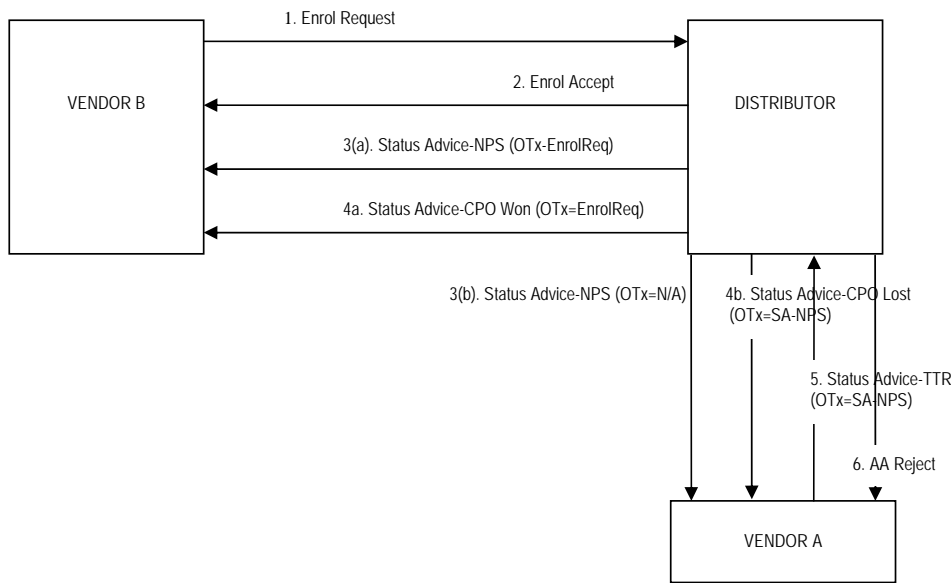 1. Enrol Request
2. Enrol Accept
VENDOR B
DISTRIBUTOR
3(a). Status Advice-NPS (OTx-EnrolReq)
4a. Status Advice-CPO Won (OTx=EnrolReq)
3(b). Status Advice-NPS (OTx=N/A)
4b. Status Advice-CPO Lost
(OTx=SA-NPS)
5. Status Advice-TTR
(OTx=SA-NPS)
6. AA Reject
VENDOR A